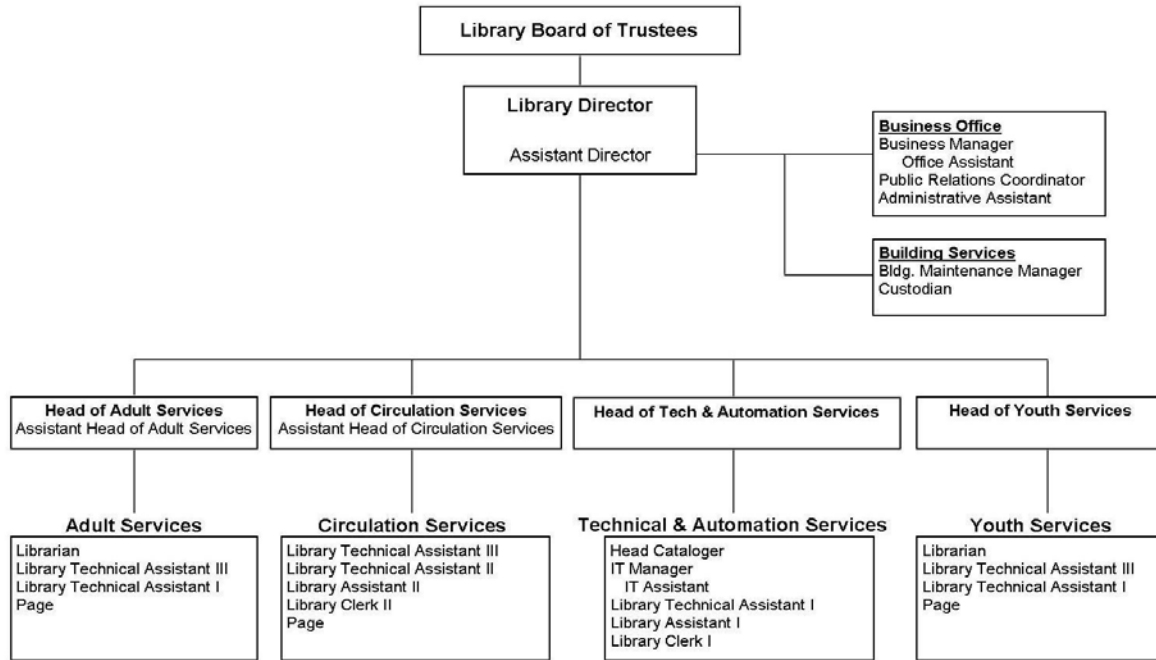 Library Board of Trustees
Library Director
Assistant Director
Business Office
Business Manager
Office Assistant
Public Relations Coordinator
Administrative Assistant
Building Services
Bldg. Maintenance Manager
Custodian
Head of Adult Services
Assistant Head of Adult Services
Head of Circulation Services
Assistant Head of Circulation Services
Head of Tech & Automation Services
Head of Youth Services
Adult Services
Librarian
Library Technical Assistant III
Library Technical Assistant I
Page
Circulation Services
Library Technical Assistant III
Library Technical Assistant II
Library Assistant II
Library Clerk II
Page
Technical & Automation Services
Head Cataloger
IT Manager
IT Assistant
Library Technical Assistant I
Library Assistant I
Library Clerk I
Youth Services
Librarian
Library Technical Assistant III
Library Technical Assistant I
Page